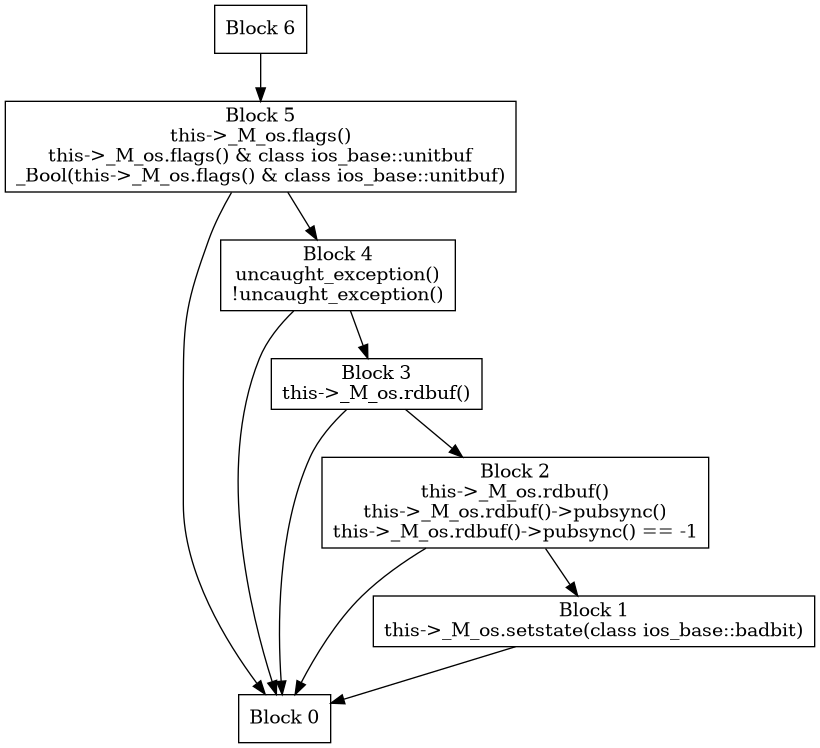 Block 6
Block 5
this->_M_os.flags()
this->_M_os.flags() & class ios_base::unitbuf
_Bool(this->_M_os.flags() & class ios_base::unitbuf)
Block 4
uncaught_exception()
!uncaught_exception()
Block 3
this->_M_os.rdbuf()
Block 2
this->_M_os.rdbuf()
this->_M_os.rdbuf()->pubsync()
this->_M_os.rdbuf()->pubsync() == -1
Block 1
this->_M_os.setstate(class ios_base::badbit)
Block 0